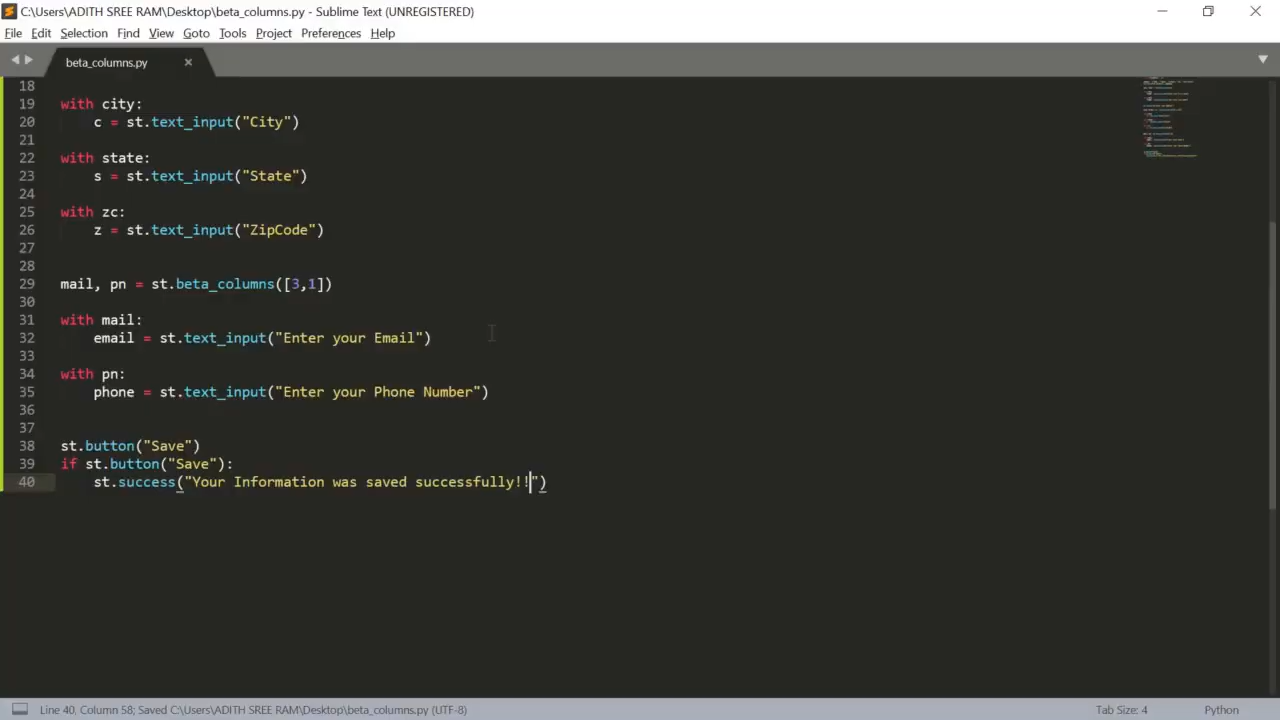 C:\Users\ADITH SREE RAM\Desktop\beta_columns.py - Sublime Text (UNREGISTERED)
File Edit Selection Find View Goto Tools Project Preferences Help
beta_columns.py
18
19 with city:
20 c = st.text_input("City")
21
22 with state:
23 s = st.text_input("State")
24
25 with zc:
26 z = st.text_input("ZipCode")
27
28
29 mail, pn = st.beta_columns([3,1])
30
31 with mail:
32 email = st.text_input("Enter your Email")
33
34 with pn:
35 phone = st.text_input("Enter your Phone Number")
36
37
38 st.button("Save")
39 if st.button("Save"):
40 st.success("Your Information was saved successfully!!")
Line 40, Column 58; Saved C:\Users\ADITH SREE RAM\Desktop\beta_columns.py (UTF-8) Tab Size: 4 Python